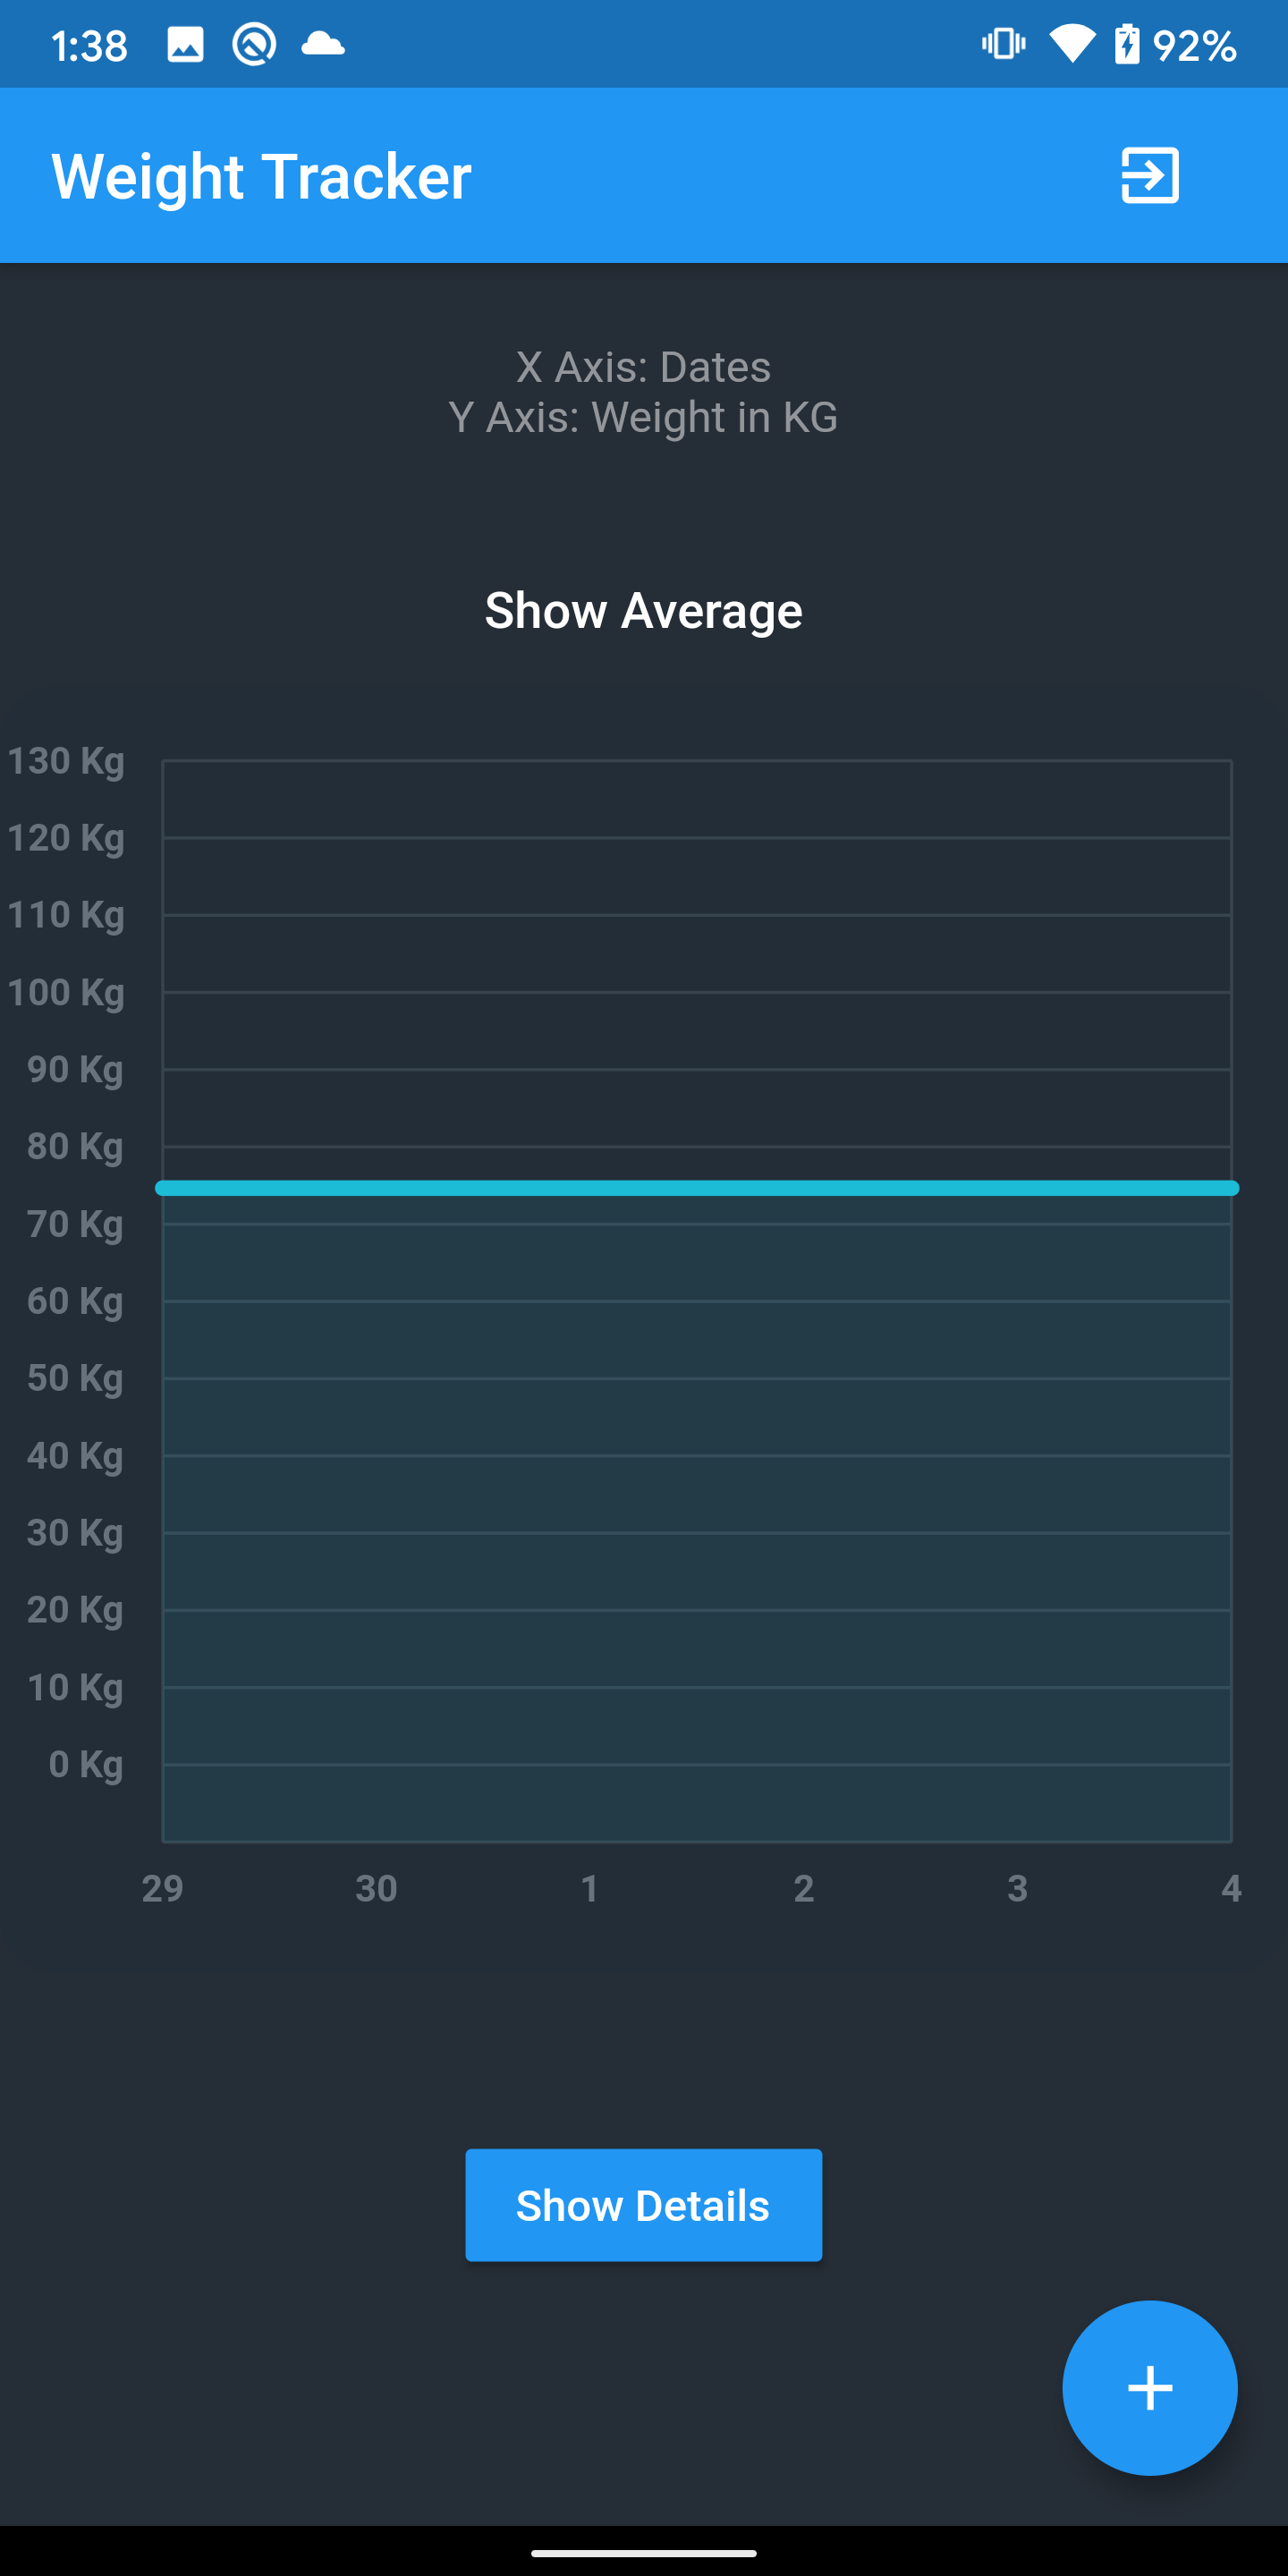 1:38
92%
Weight Tracker
X Axis: Dates
Y Axis: Weight in KG
Show Average
130 Kg
120 Kg
110 Kg
100 Kg
90 Kg
80 Kg
70 Kg
60 Kg
50 Kg
40 Kg
30 Kg
20 Kg
10 Kg
0 Kg
29 30 1 2 3 4
Show Details